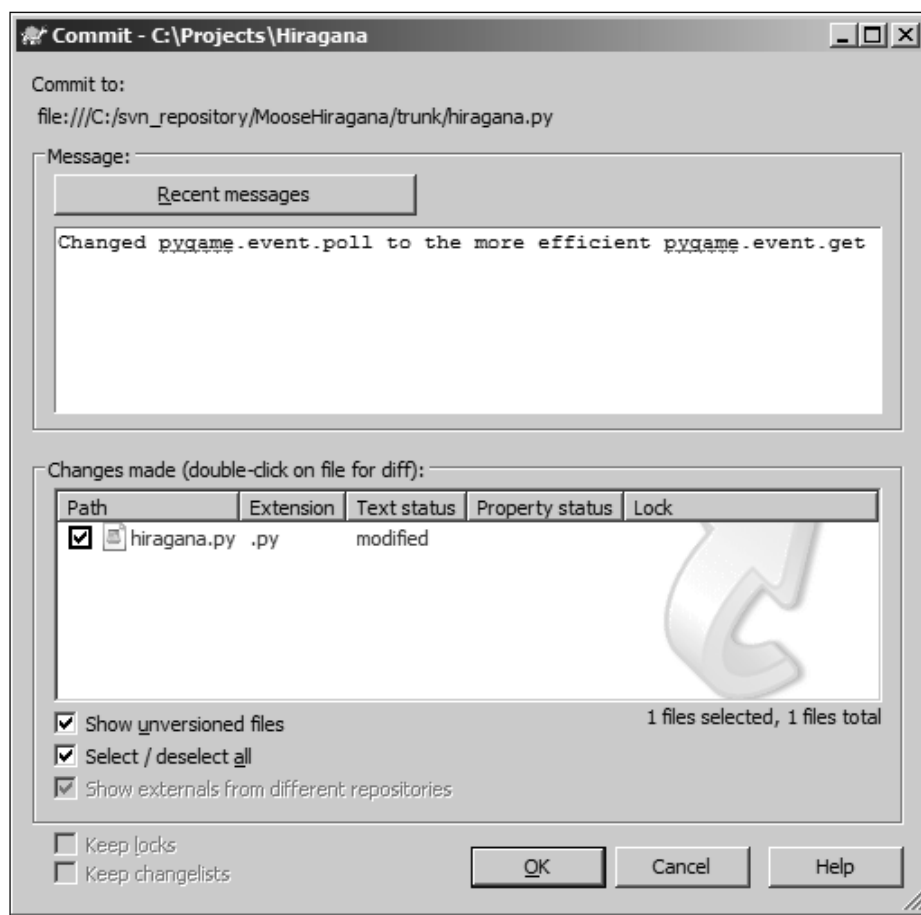 Commit - C:\Projects\Hiragana
Commit to:
file:///C:/svn_repository/MooseHiragana/trunk/hiragana.py
Message:
Recent messages
Changed pygame.event.poll to the more efficient pygame.event.get
Changes made (double-click on file for diff):
Path Extension Text status Property status Lock
hiragana.py .py modified
Show unversioned files
1 files selected, 1 files total
Select / deselect all
Show externals from different repositories
Keep locks
Keep changelists
OK Cancel Help